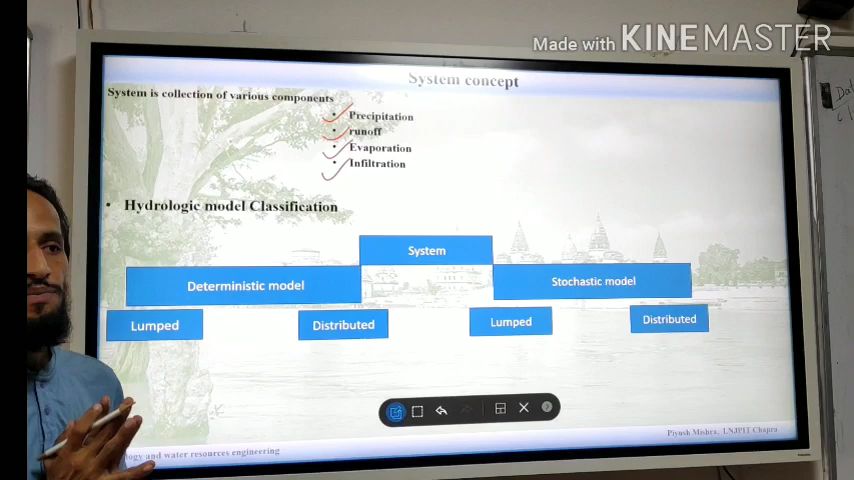 Made with KINEMASTER
System concept
System is collection of various components
• Precipitation
• runoff
• Evaporation
• Infiltration
• Hydrologic model Classification
System
Deterministic model
Stochastic model
Lumped
Distributed
Lumped
Distributed
Piyush Mishra, LNJPIT Chapra
and water resources engineering